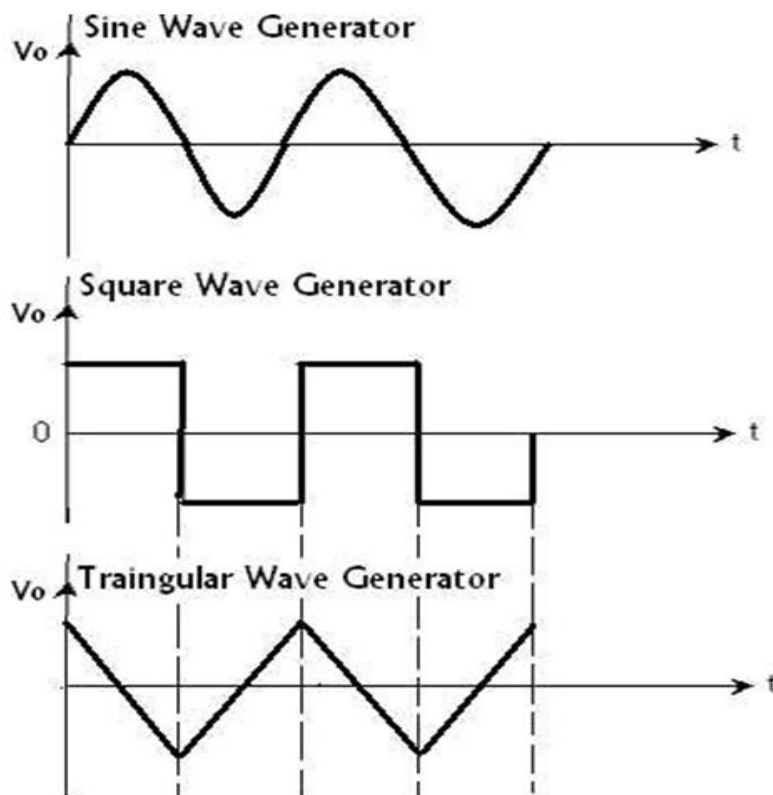 Sine Wave Generator
Vo
t
Square Wave Generator
Vo
0
t
Traingular Wave Generator
Vo
t